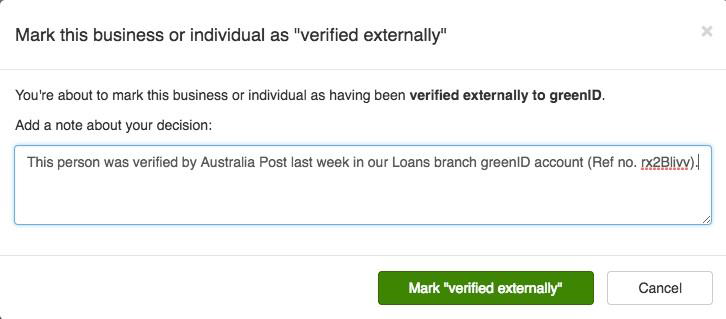 Mark this business or individual as "verified externally"
×
You're about to mark this business or individual as having been verified externally to greenID.
Add a note about your decision:
This person was verified by Australia Post last week in our Loans branch greenID account (Ref no. rx2Blivv).
Mark "verified externally"
Cancel